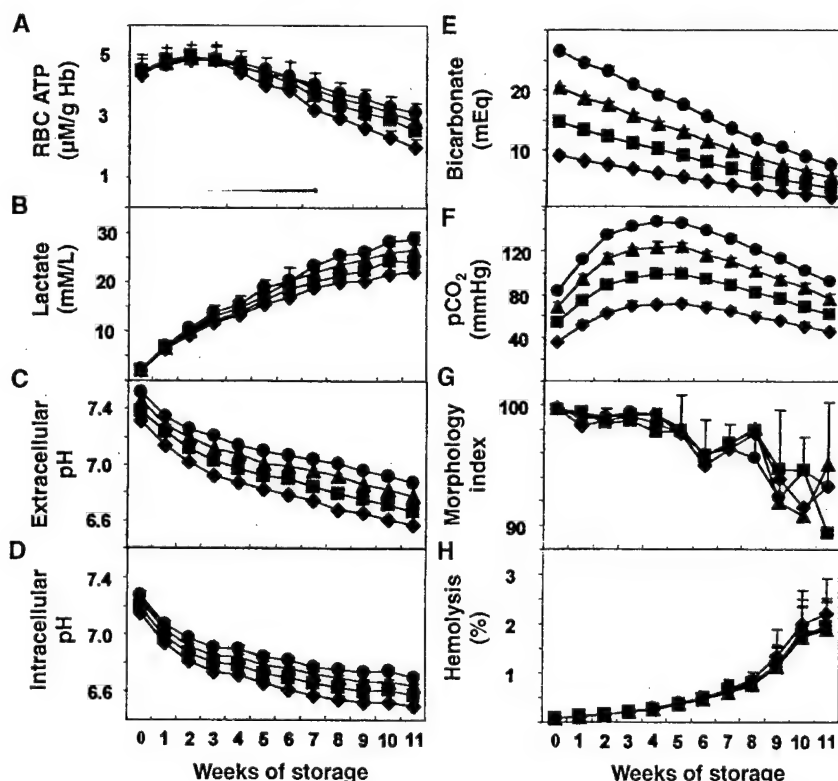 A
RBC ATP
(µM/g Hb)
5
3
1
B
Lactate
(mM/L)
30
20
10
C
Extracellular
pH
7.4
7.0
6.6
D
Intracellular
pH
7.4
7.0
6.6
0 1 2 3 4 5 6 7 8 9 10 11
Weeks of storage
E
Bicarbonate
(mEq)
20
10
F
pCO2
(mmHg)
120
80
40
G
Morphology
index
100
90
H
Hemolysis
(%)
3
2
1
0 1 2 3 4 5 6 7 8 9 10 11
Weeks of storage